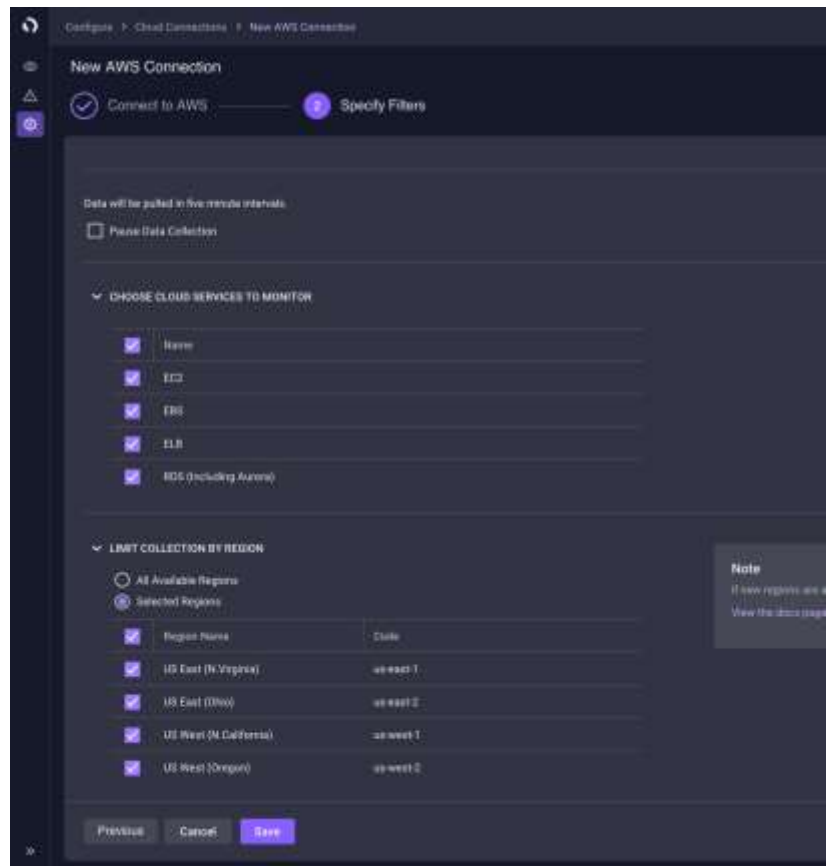 Configure > Cloud Connections > New AWS Connection
New AWS Connection
Connect to AWS
2
Specify Filters
Data will be pulled in five minute intervals
Pause Data Collection
CHOOSE CLOUD SERVICES TO MONITOR
Name
EC2
EBS
ELB
RDS (Including Aurora)
LIMIT COLLECTION BY REGION
All Available Regions
Selected Regions
Region Name Code
US East (N.Virginia) us-east-1
US East (Ohio) us-east-2
US West (N.California) us-west-1
US West (Oregon) us-west-2
Note
If new regions are a
View the docs page
Previous Cancel Save